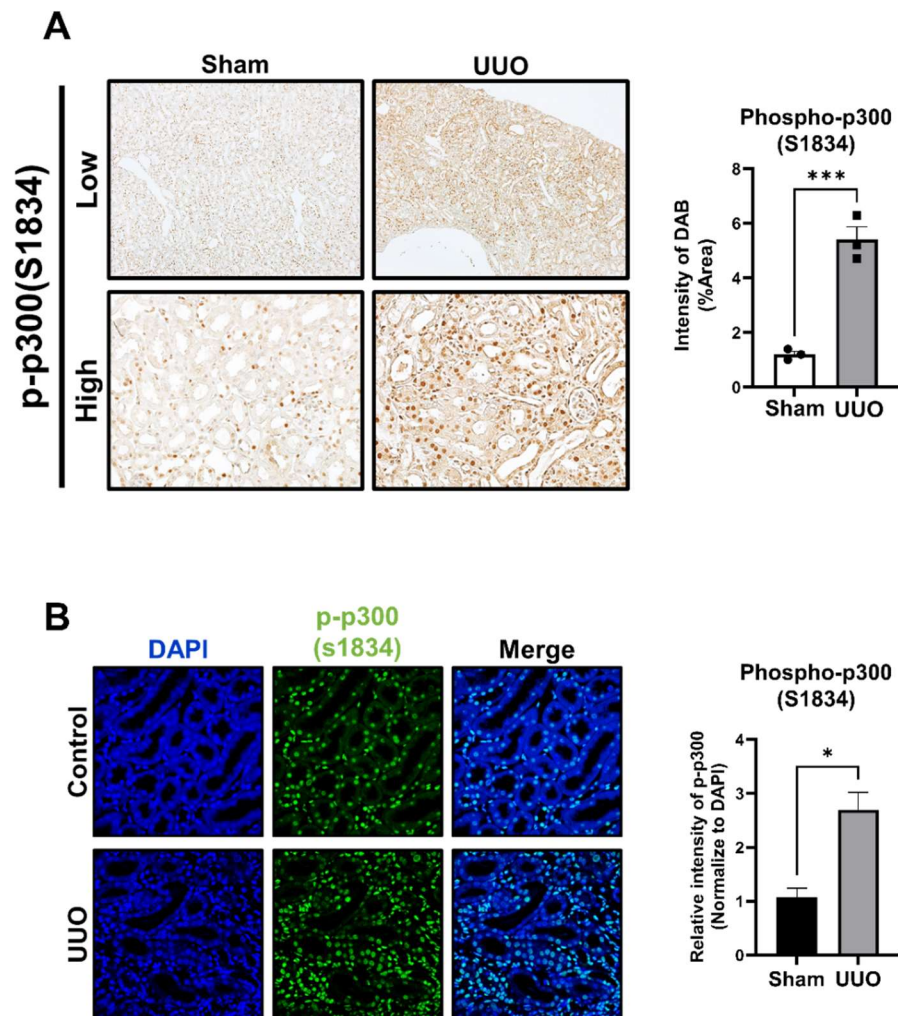 A
Sham
UUO
p-p300(S1834)
Low
High
Phospho-p300
(S1834)
Intensity of DAB
(%Area)
8
6
4
2
0
***
Sham
UUO
B
DAPI
p-p300
(s1834)
Merge
Control
UUO
Phospho-p300
(S1834)
Relative intensity of p-p300
(Normalize to DAPI)
4
3
2
1
0
*
Sham
UUO